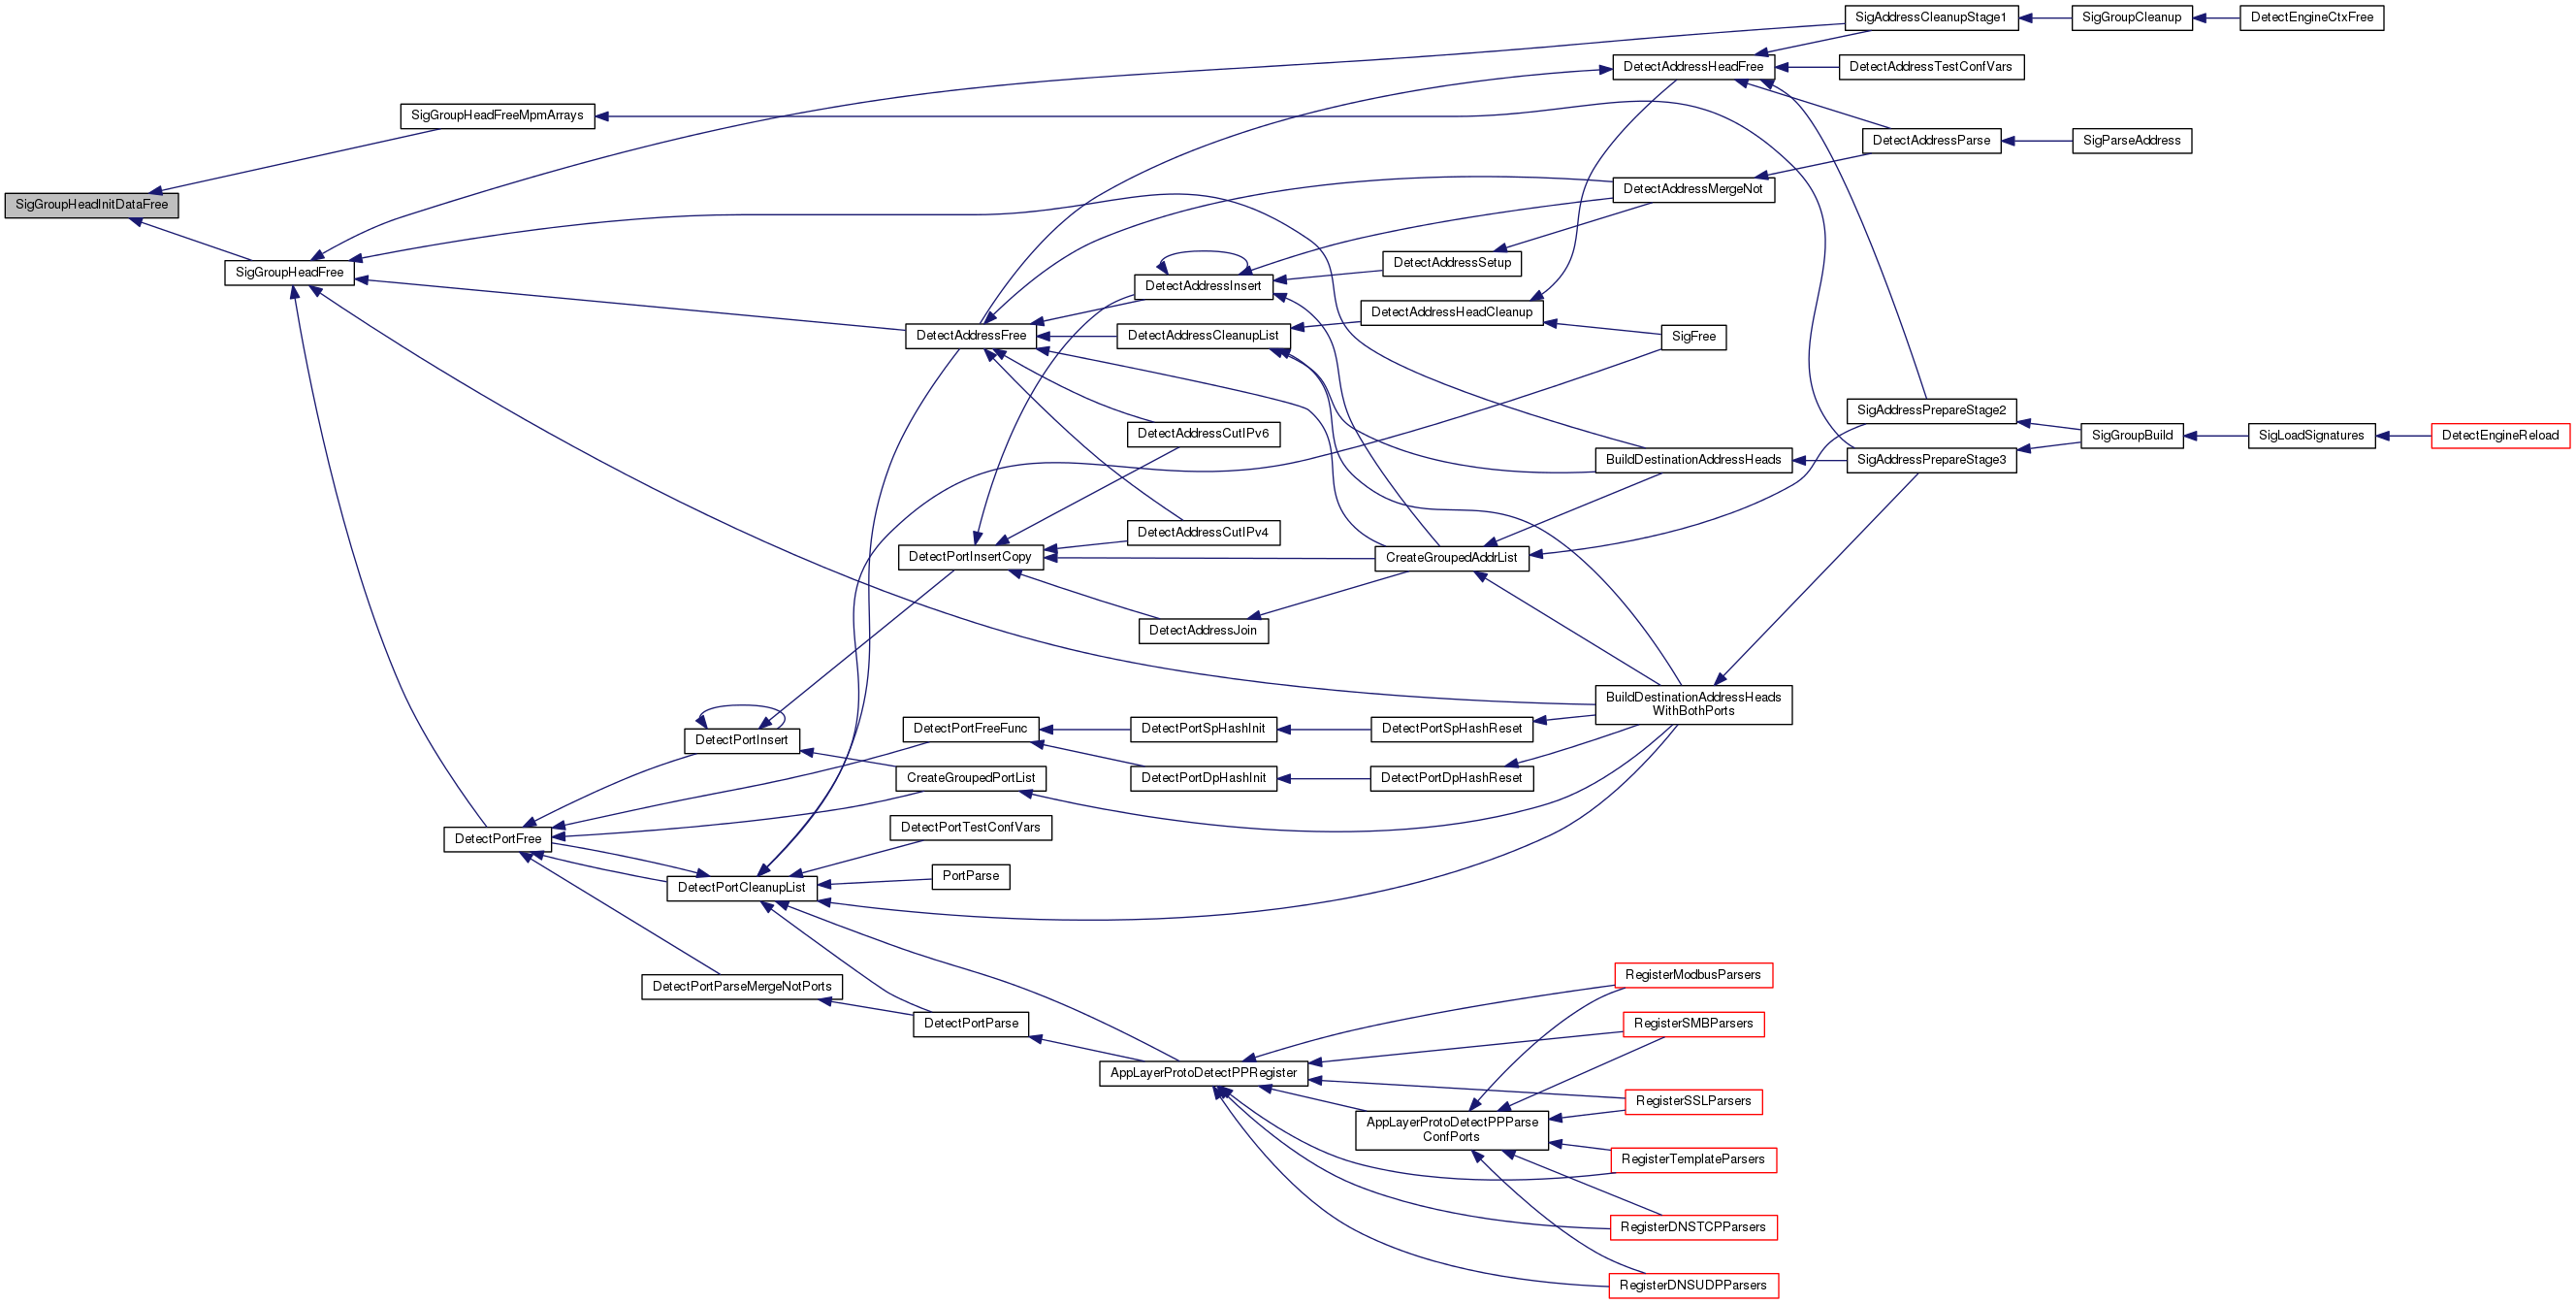 SigAddressCleanupStage1
SigGroupCleanup
DetectEngineCtxFree
DetectAddressHeadFree
DetectAddressTestConfVars
SigGroupHeadFreeMpmArrays
DetectAddressParse
SigParseAddress
DetectAddressMergeNot
SigGroupHeadInitDataFree
SigGroupHeadFree
DetectAddressSetup
DetectAddressInsert
DetectAddressHeadCleanup
DetectAddressFree
DetectAddressCleanupList
SigFree
SigAddressPrepareStage2
DetectAddressCutIPv6
SigGroupBuild
SigLoadSignatures
DetectEngineReload
BuildDestinationAddressHeads
SigAddressPrepareStage3
DetectAddressCutIPv4
DetectPortInsertCopy
CreateGroupedAddrList
DetectAddressJoin
BuildDestinationAddressHeads
WithBothPorts
DetectPortInsert
DetectPortFreeFunc
DetectPortSpHashInit
DetectPortSpHashReset
CreateGroupedPortList
DetectPortDpHashInit
DetectPortDpHashReset
DetectPortFree
DetectPortTestConfVars
DetectPortCleanupList
PortParse
DetectPortParseMergeNotPorts
RegisterModbusParsers
DetectPortParse
RegisterSMBParsers
AppLayerProtoDetectPPRegister
RegisterSSLParsers
AppLayerProtoDetectPPParse
ConfPorts
RegisterTemplateParsers
RegisterDNSTCPParsers
RegisterDNSUDPParsers